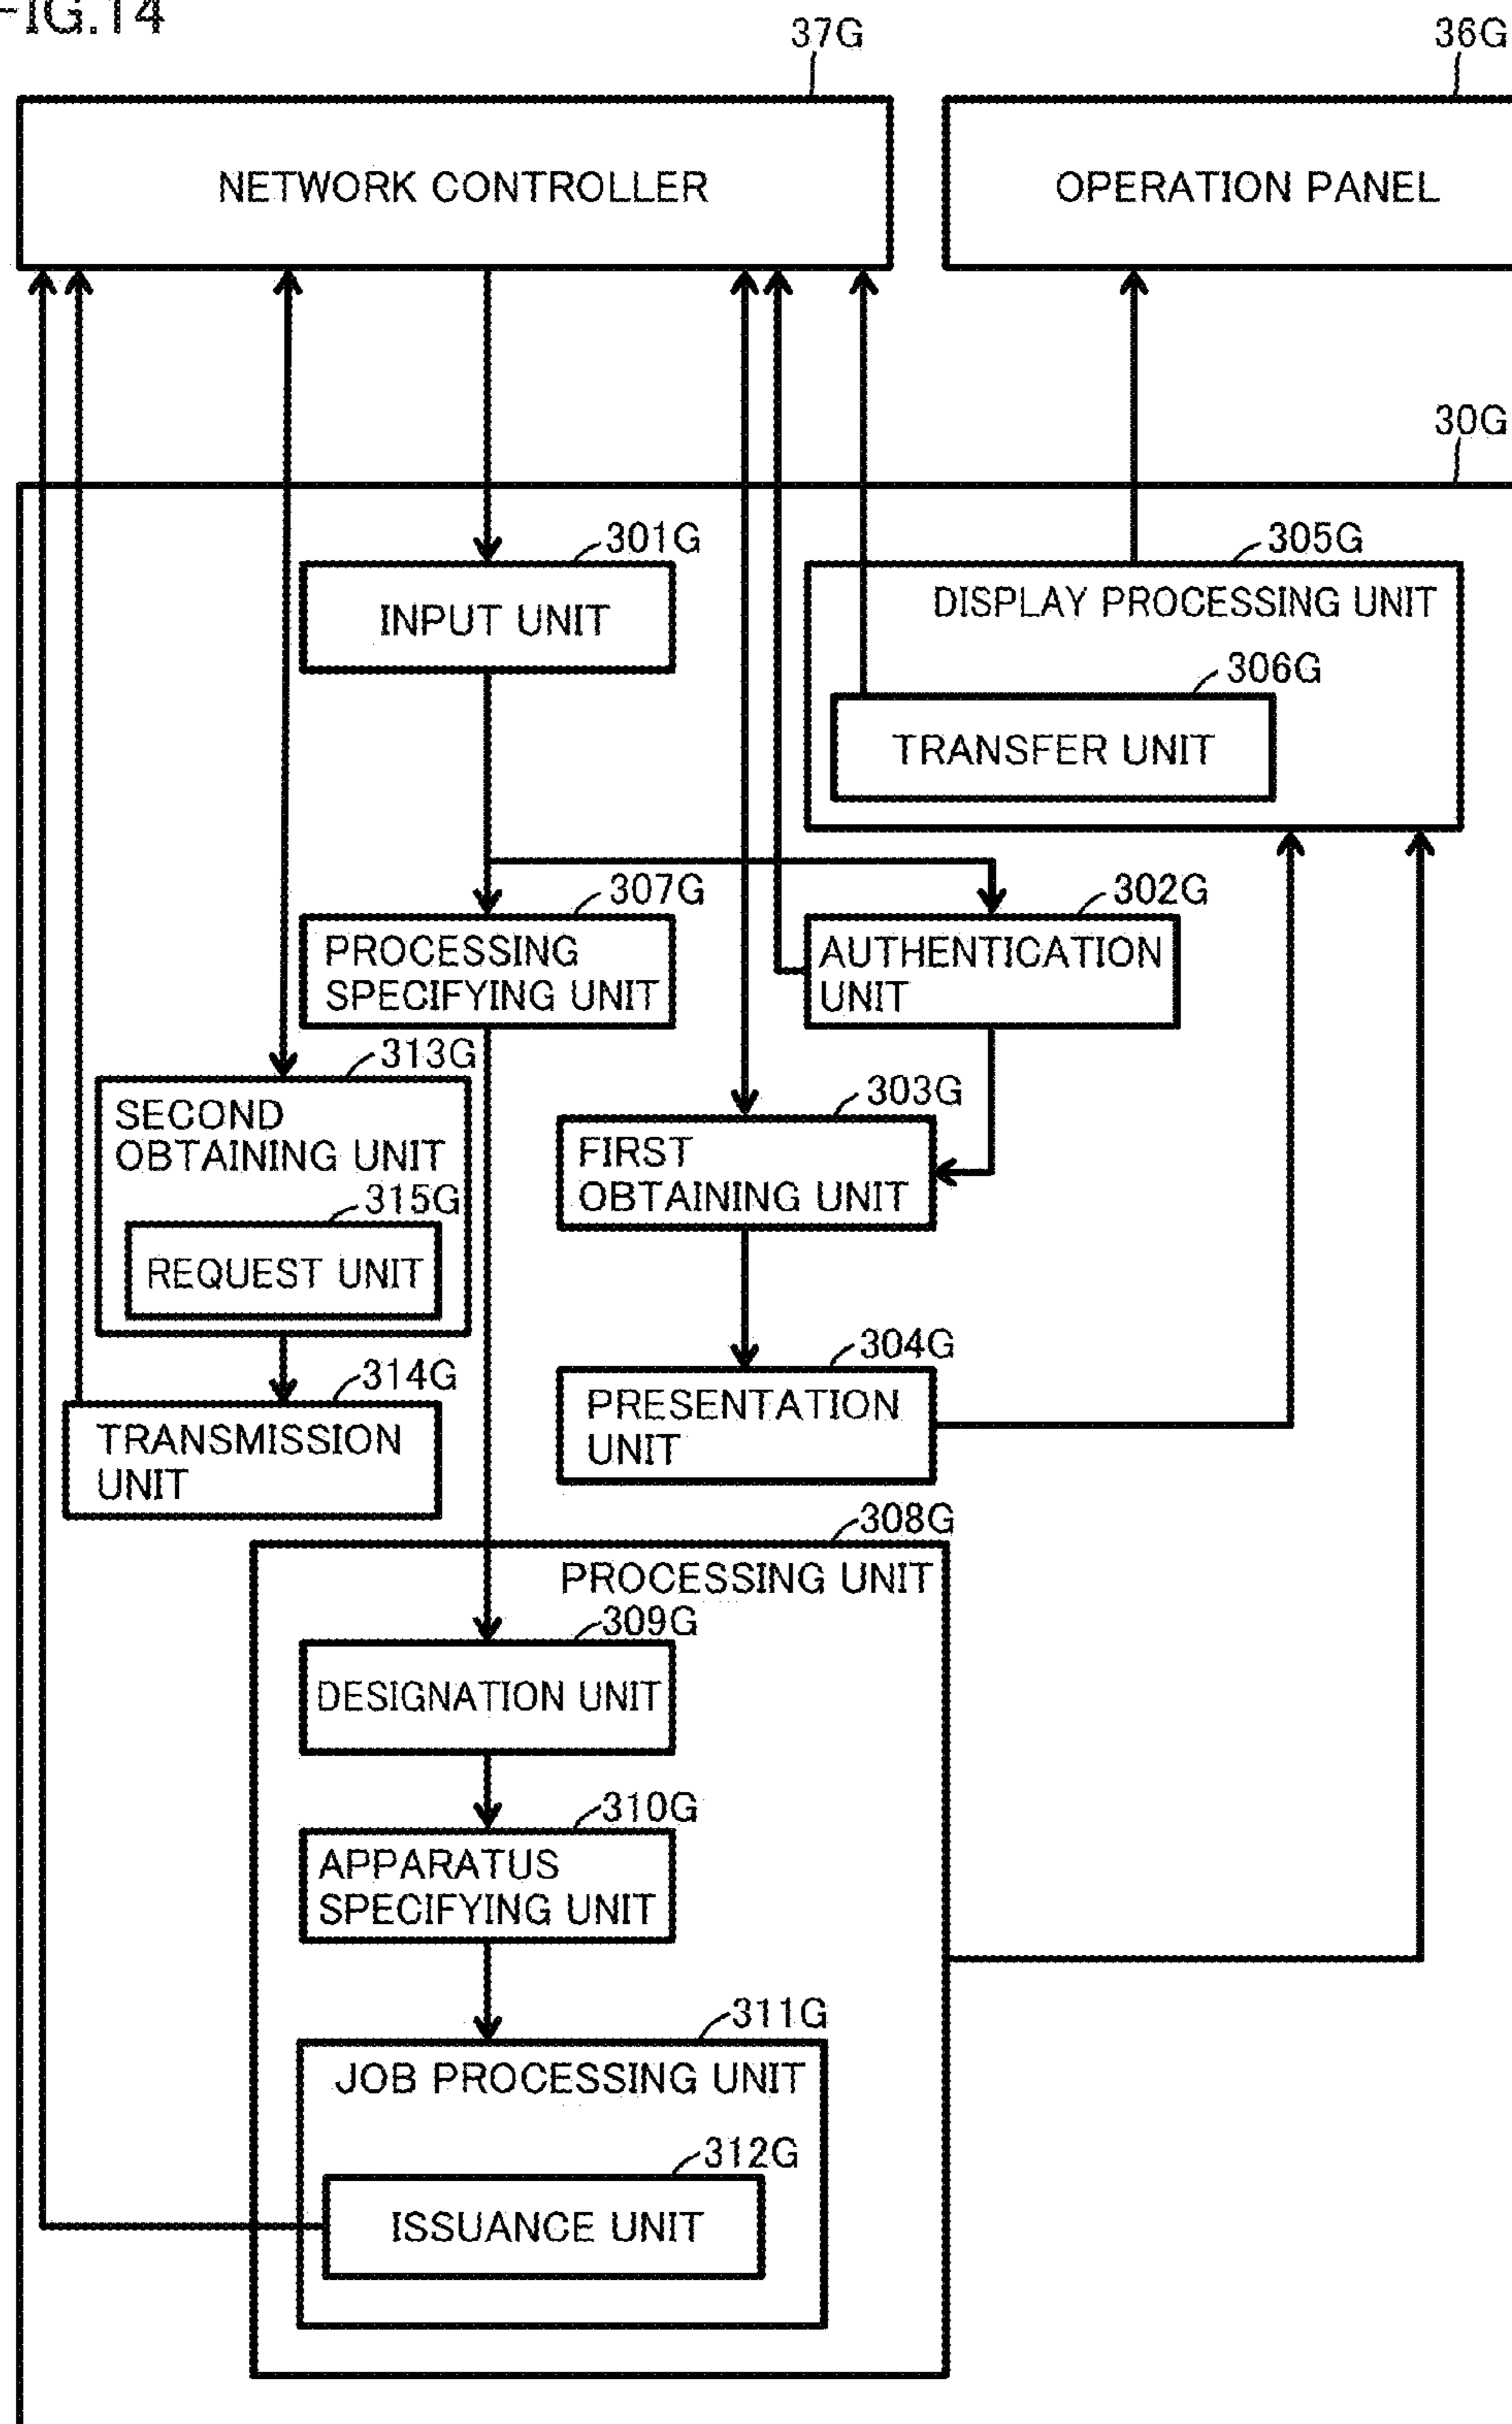 FIG.14
37G
36G
NETWORK CONTROLLER
OPERATION PANEL
30G
301G
INPUT UNIT
305G
DISPLAY PROCESSING UNIT
306G
TRANSFER UNIT
307G
PROCESSING
SPECIFYING UNIT
302G
AUTHENTICATION
UNIT
313G
SECOND
OBTAINING UNIT
315G
REQUEST UNIT
303G
FIRST
OBTAINING UNIT
314G
TRANSMISSION
UNIT
304G
PRESENTATION
UNIT
308G
PROCESSING UNIT
309G
DESIGNATION UNIT
310G
APPARATUS
SPECIFYING UNIT
311G
JOB PROCESSING UNIT
312G
ISSUANCE UNIT